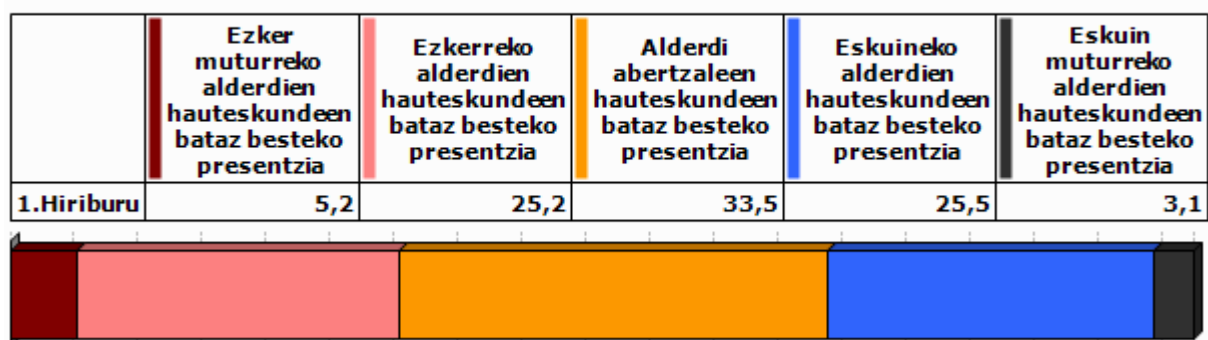 Ezker
muturreko
alderdien
hauteskundeen
bataz besteko
presentzia
Ezkerreko
alderdien
hauteskundeen
bataz besteko
presentzia
Alderdi
abertzaleen
hauteskundeen
bataz besteko
presentzia
Eskuineko
alderdien
hauteskundeen
bataz besteko
presentzia
Eskuin
muturreko
alderdien
hauteskundeen
bataz besteko
presentzia
1.Hiriburu 5,2 25,2 33,5 25,5 3,1